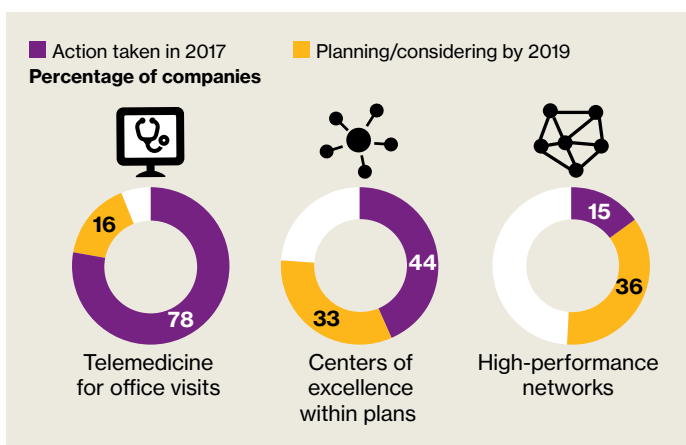 Action taken in 2017
Planning/considering by 2019
Percentage of companies
16
78
44
33
15
36
Telemedicine
for office visits
Centers of
excellence
within plans
High-performance
networks